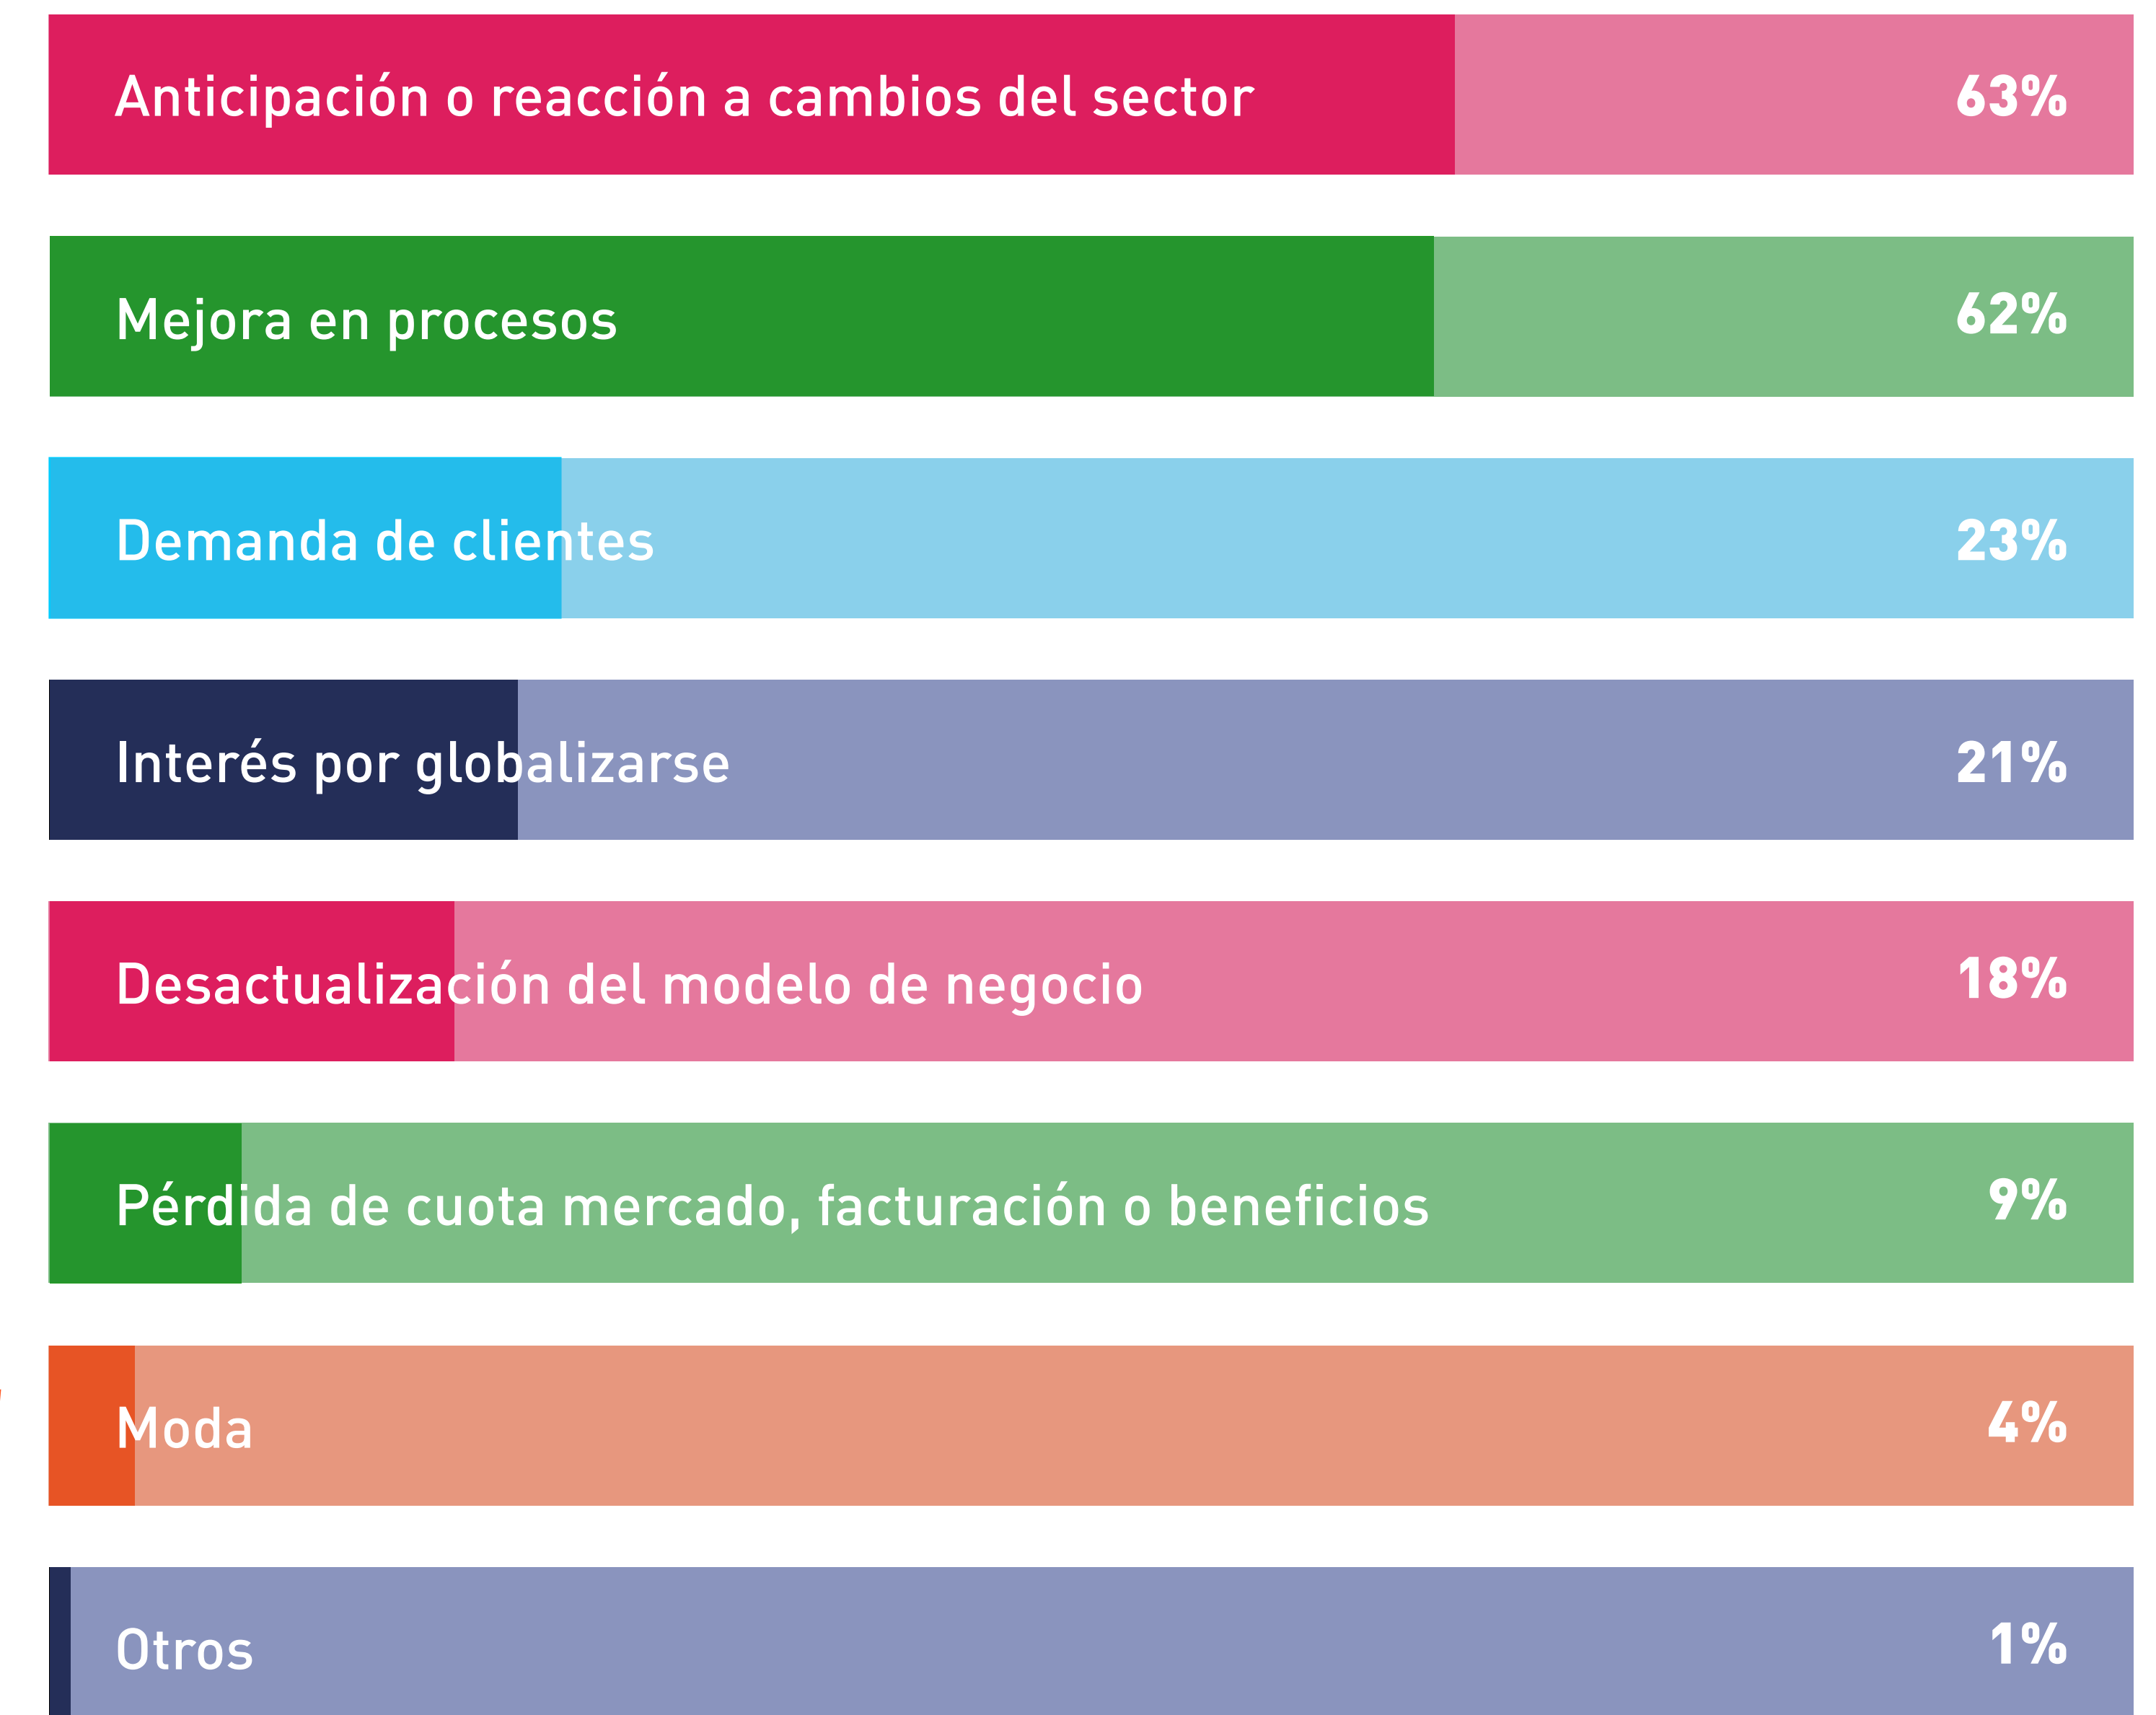 Anticipación o reacción a cambios del sector 63%
Mejora en procesos 62%
Demanda de clientes 23%
Interés por globalizarse 21%
Desactualización del modelo de negocio 18%
Pérdida de cuota mercado, facturación o beneficios 9%
Moda 4%
Otros 1%